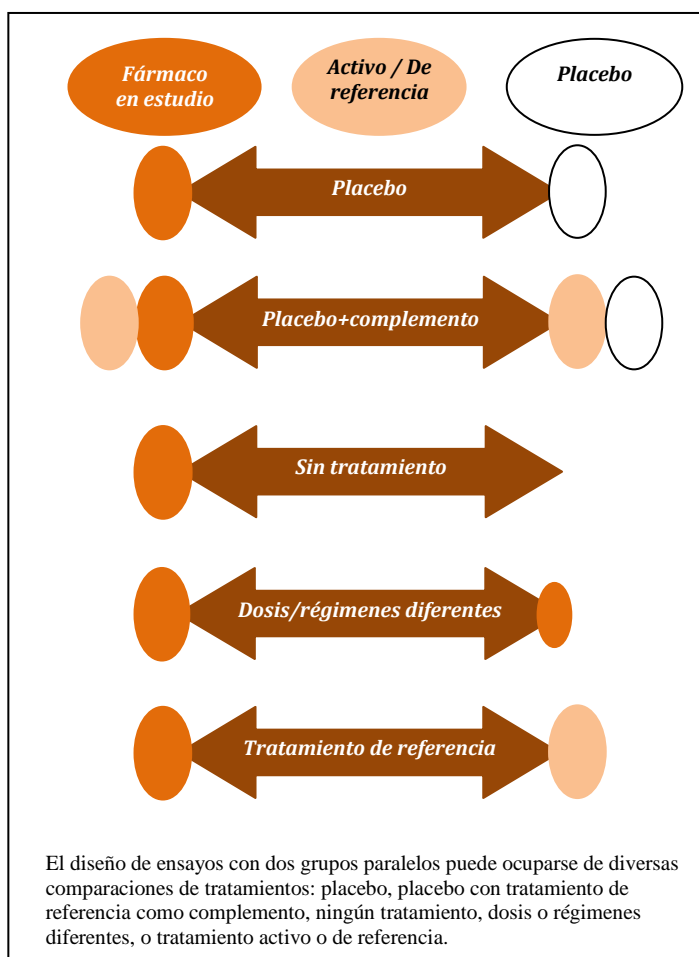 Fármaco
en estudio
Activo / De
referencia
Placebo
Placebo
Placebo+complemento
Sin tratamiento
Dosis/régimenes diferentes
Tratamiento de referencia
El diseño de ensayos con dos grupos paralelos puede ocuparse de diversas
comparaciones de tratamientos: placebo, placebo con tratamiento de
referencia como complemento, ningún tratamiento, dosis o régimenes
diferentes, o tratamiento activo o de referencia.